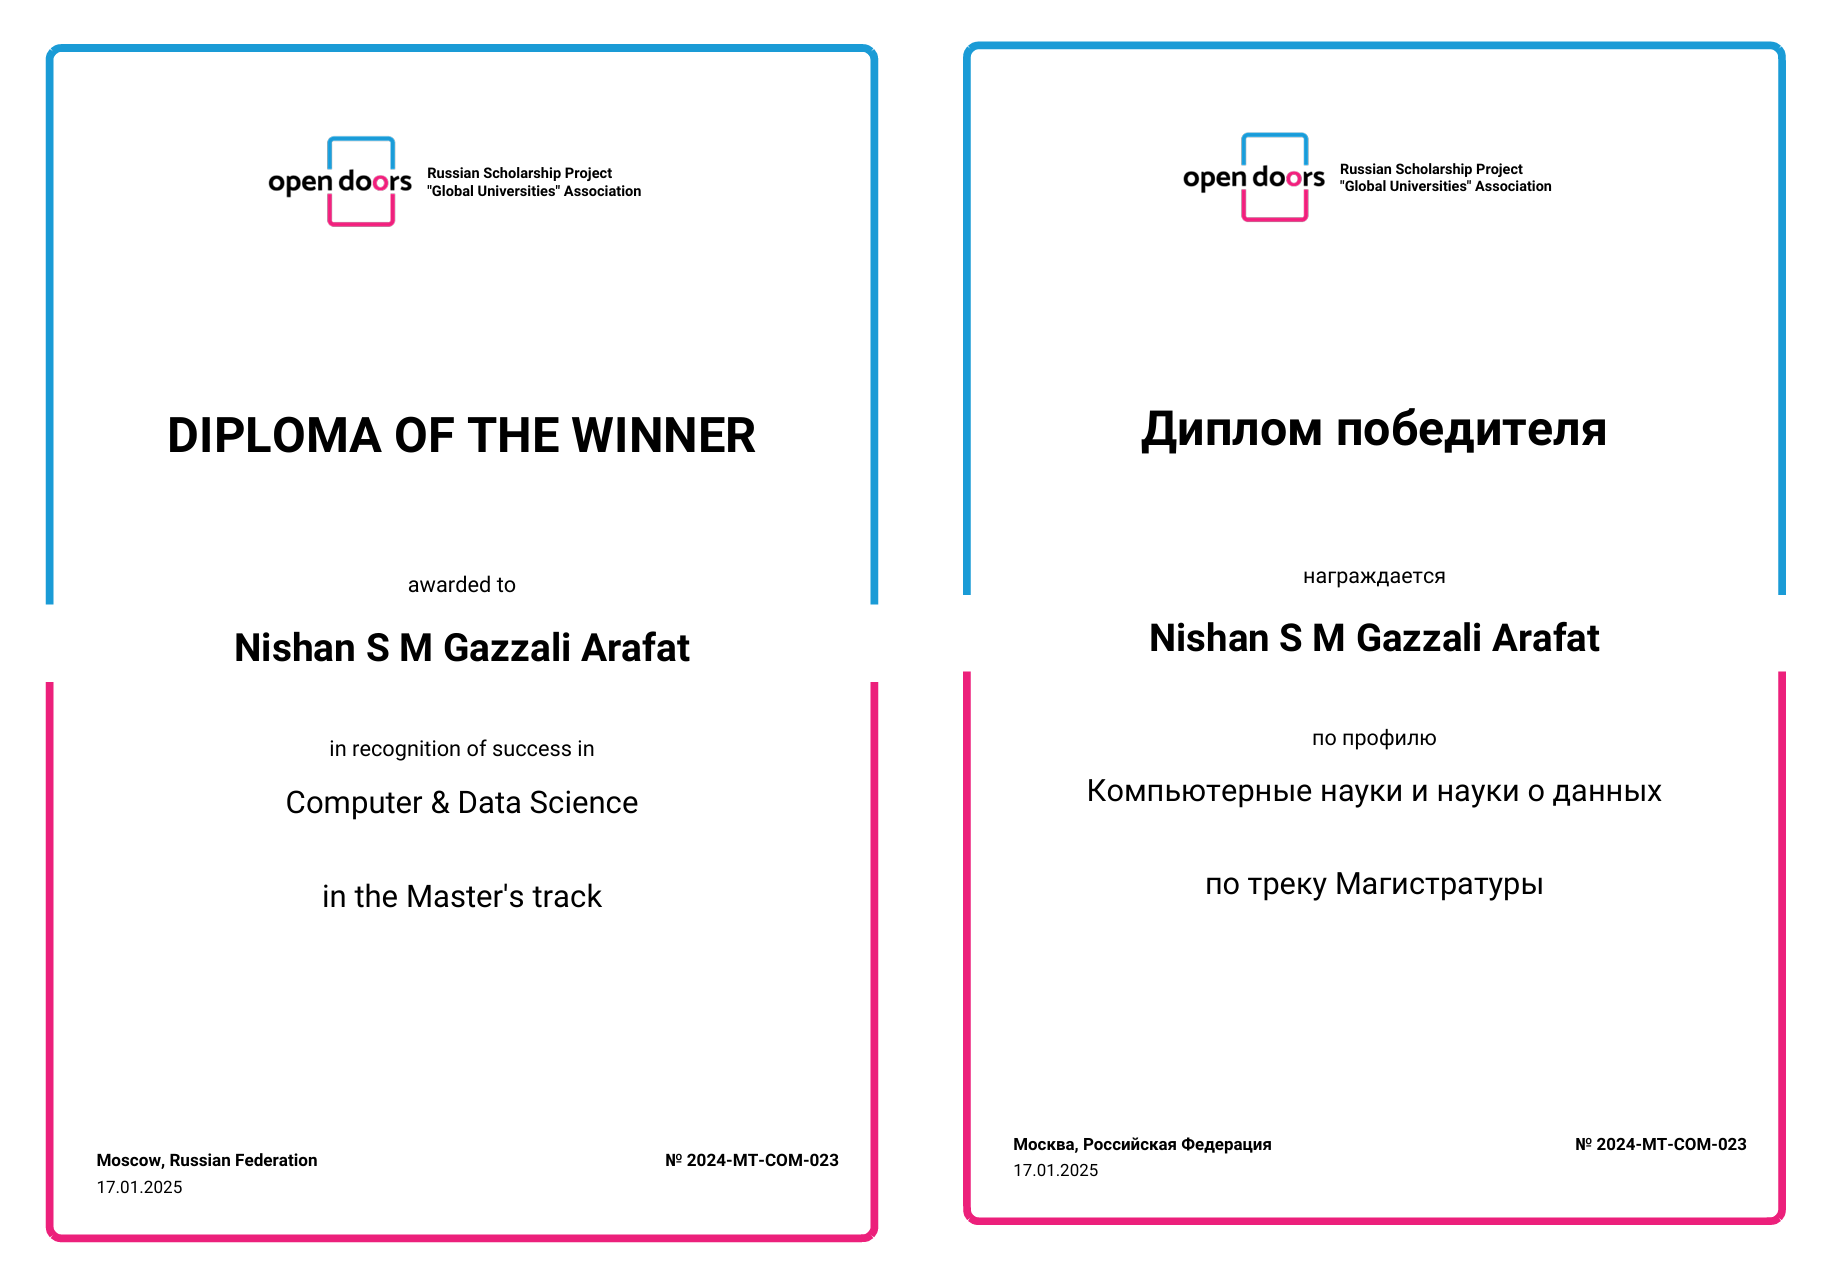 open doors
Russian Scholarship Project
"Global Universities" Association
DIPLOMA OF THE WINNER
awarded to
Nishan S M Gazzali Arafat
in recognition of success in
Computer & Data Science
in the Master's track
Moscow, Russian Federation
№ 2024-MT-COM-023
17.01.2025
open doors
Russian Scholarship Project
"Global Universities" Association
Диплом победителя
награждается
Nishan S M Gazzali Arafat
по профилю
Компьютерные науки и науки о данных
по треку Магистратуры
Москва, Российская Федерация
№ 2024-MT-COM-023
17.01.2025